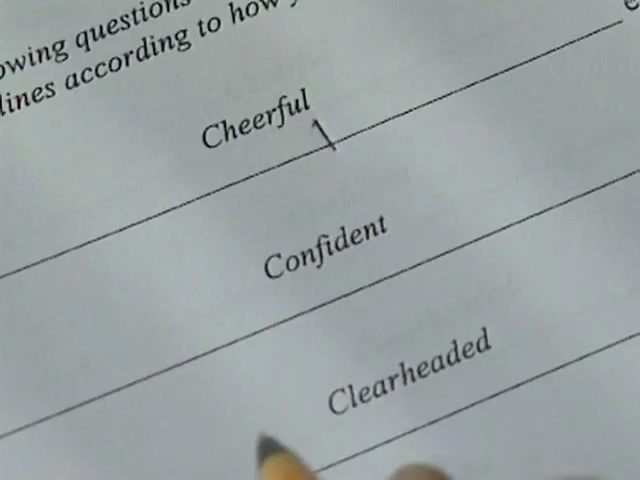 owing questions
lines according to how
Cheerful
Confident
Clearheaded